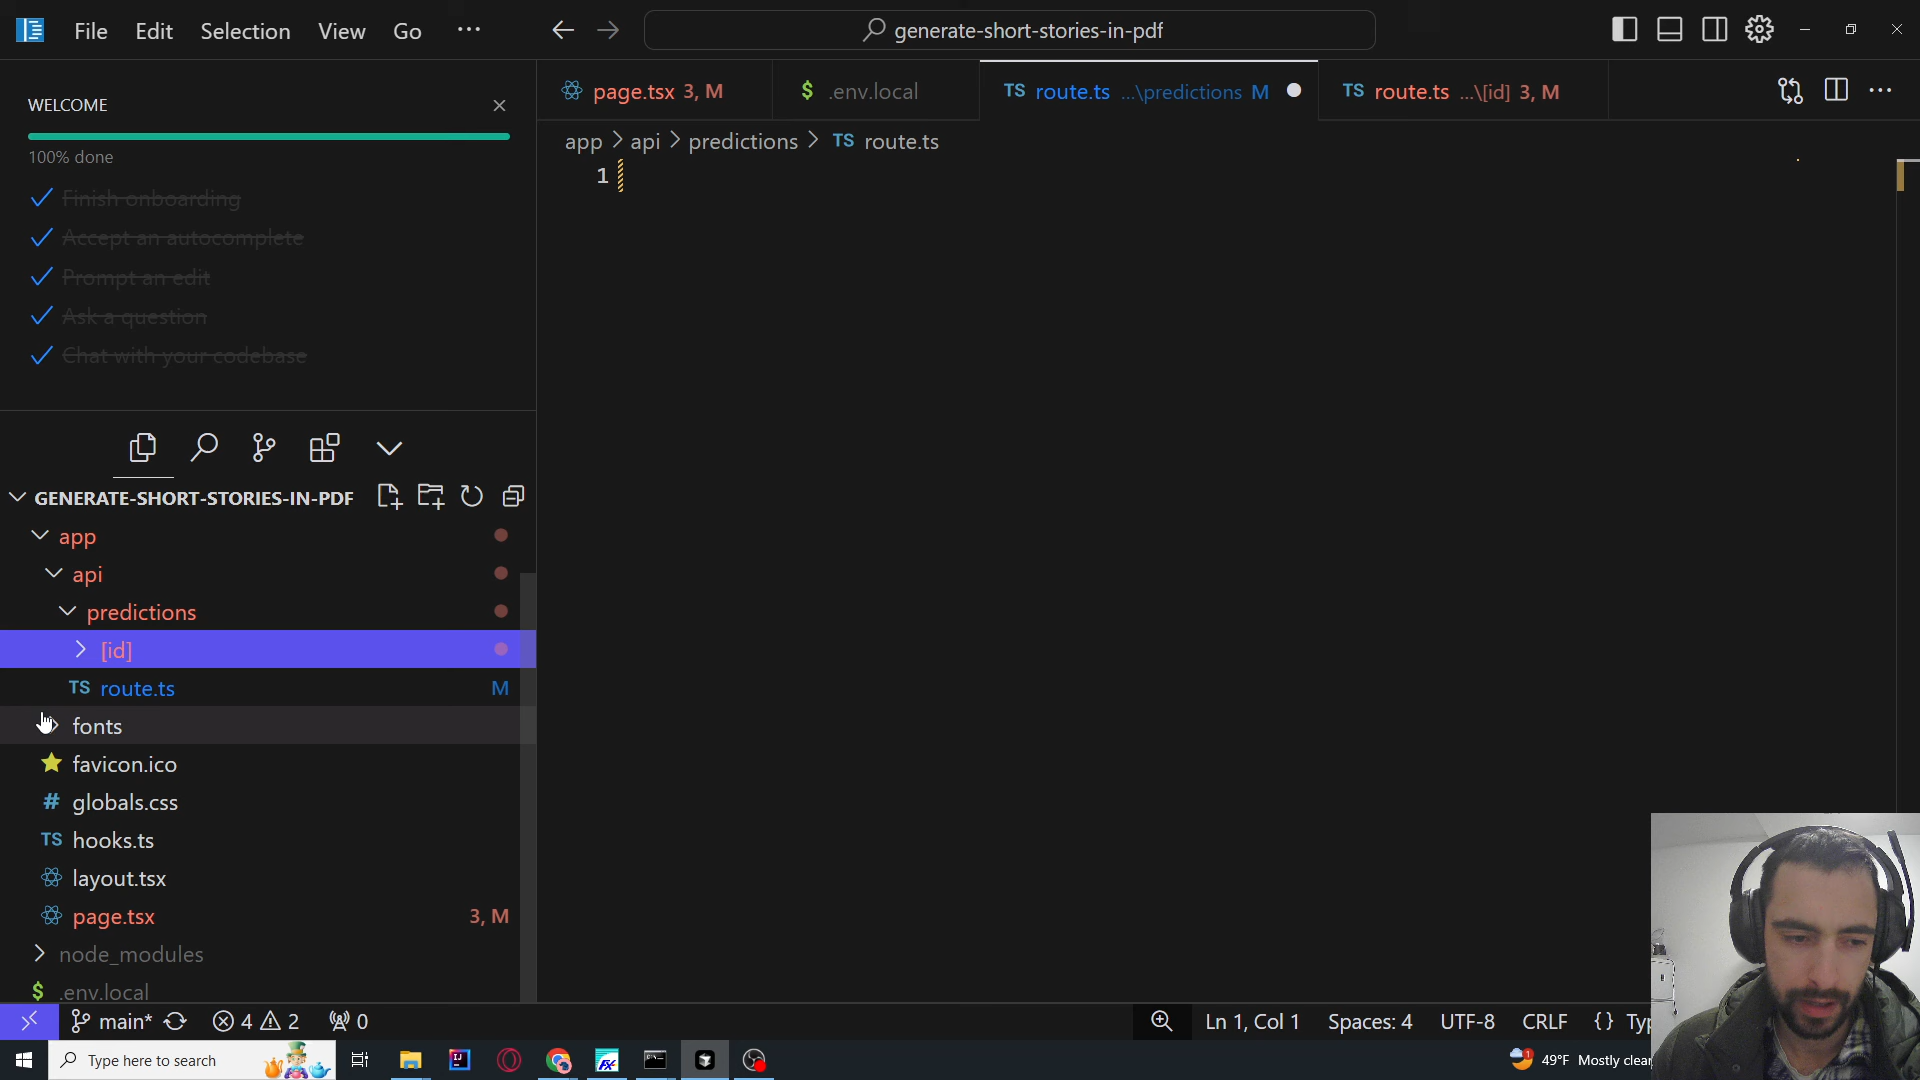 File Edit Selection View Go ···
generate-short-stories-in-pdf
WELCOME
100% done
Finish onboarding
Accept an autocomplete
Prompt an edit
Ask a question
Chat with your codebase
GENERATE-SHORT-STORIES-IN-PDF
app
api
predictions
[id]
TS route.ts M
fonts
favicon.ico
# globals.css
TS hooks.ts
layout.tsx
page.tsx 3, M
node_modules
$ .env.local
page.tsx 3, M
$ .env.local
TS route.ts ...\predictions M
TS route.ts ...\[id] 3, M
app > api > predictions > TS route.ts
1
main* 4 2 0
Ln 1, Col 1 Spaces: 4 UTF-8 CRLF {}
Type here to search
49°F Mostly clear